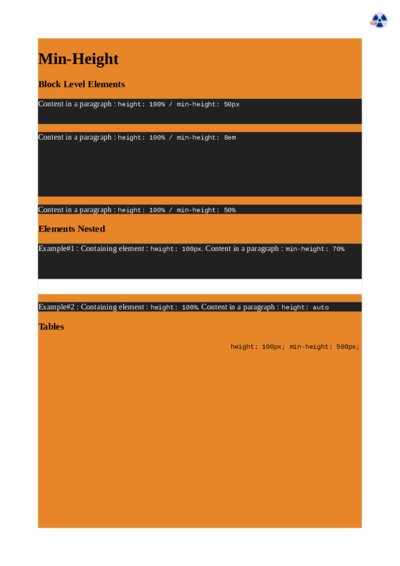 Min-Height
Block Level Elements
Content in a paragraph : height: 100% / min-height: 50px
Content in a paragraph : height: 100% / min-height: 8em
Content in a paragraph : height: 100% / min-height: 50%
Elements Nested
Example#1 : Containing element : height: 100px. Content in a paragraph : min-height: 70%
Example#2 : Containing element : height: 100%. Content in a paragraph : height: auto
Tables
height: 100px; min-height: 500px;